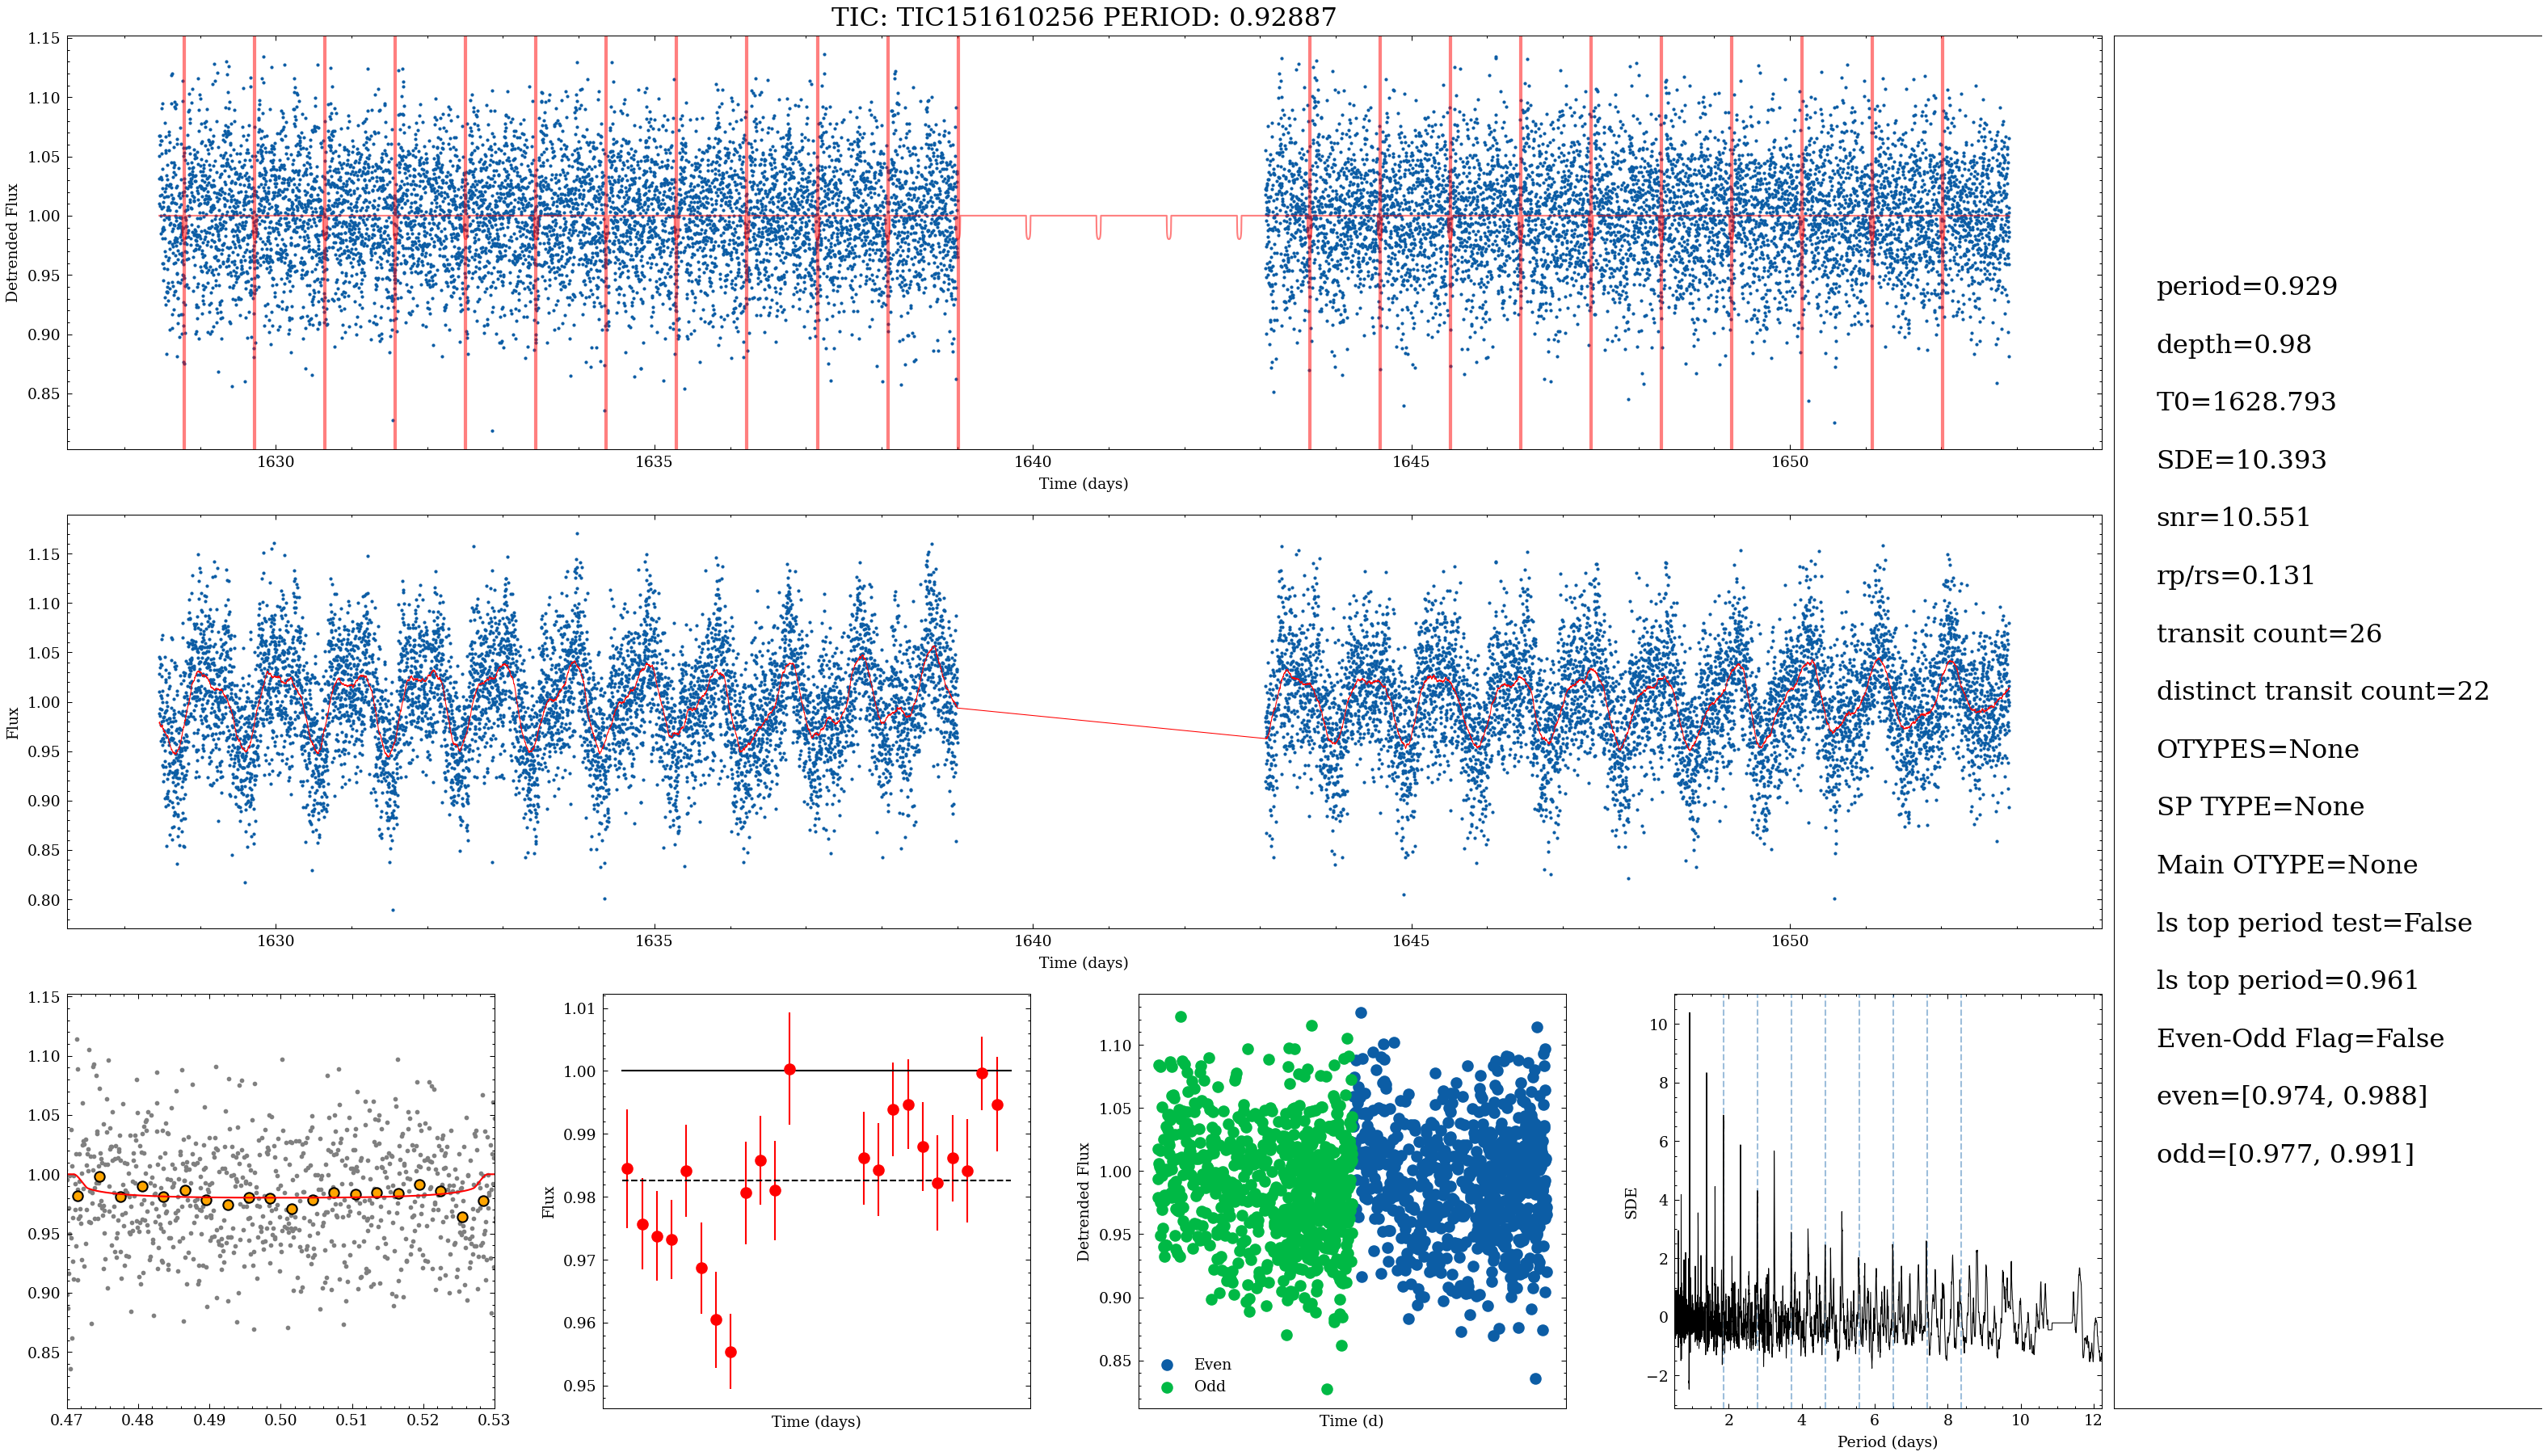 TIC: TIC151610256 PERIOD: 0.92887
1.15
1.10
1.05
1.00
0.95
0.90
0.85
Detrended Flux
1630
1635
1640
1645
1650
Time (days)
1.15
1.10
1.05
1.00
0.95
0.90
0.85
0.80
Flux
1630
1635
1640
1645
1650
Time (days)
1.15
1.10
1.05
1.00
0.95
0.90
0.85
0.47
0.48
0.49
0.50
0.51
0.52
0.53
1.01
1.00
0.99
0.98
0.97
0.96
0.95
Flux
Time (days)
1.10
1.05
1.00
0.95
0.90
0.85
Detrended Flux
Even
Odd
Time (d)
10
8
6
4
2
0
−2
SDE
2
4
6
8
10
12
Period (days)
period=0.929
depth=0.98
T0=1628.793
SDE=10.393
snr=10.551
rp/rs=0.131
transit count=26
distinct transit count=22
OTYPES=None
SP TYPE=None
Main OTYPE=None
ls top period test=False
ls top period=0.961
Even-Odd Flag=False
even=[0.974, 0.988]
odd=[0.977, 0.991]